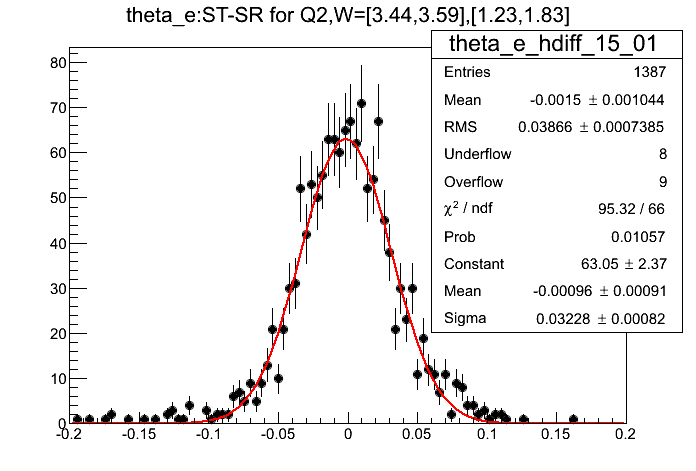 theta_e:ST-SR for Q2,W=[3.44,3.59],[1.23,1.83]
theta_e_hdiff_15_01
Entries 1387
Mean -0.0015 ± 0.001044
RMS 0.03866 ± 0.0007385
Underflow 8
Overflow 9
χ² / ndf 95.32 / 66
Prob 0.01057
Constant 63.05 ± 2.37
Mean -0.00096 ± 0.00091
Sigma 0.03228 ± 0.00082
80
70
60
50
40
30
20
10
0
-0.2 -0.15 -0.1 -0.05 0 0.05 0.1 0.15 0.2